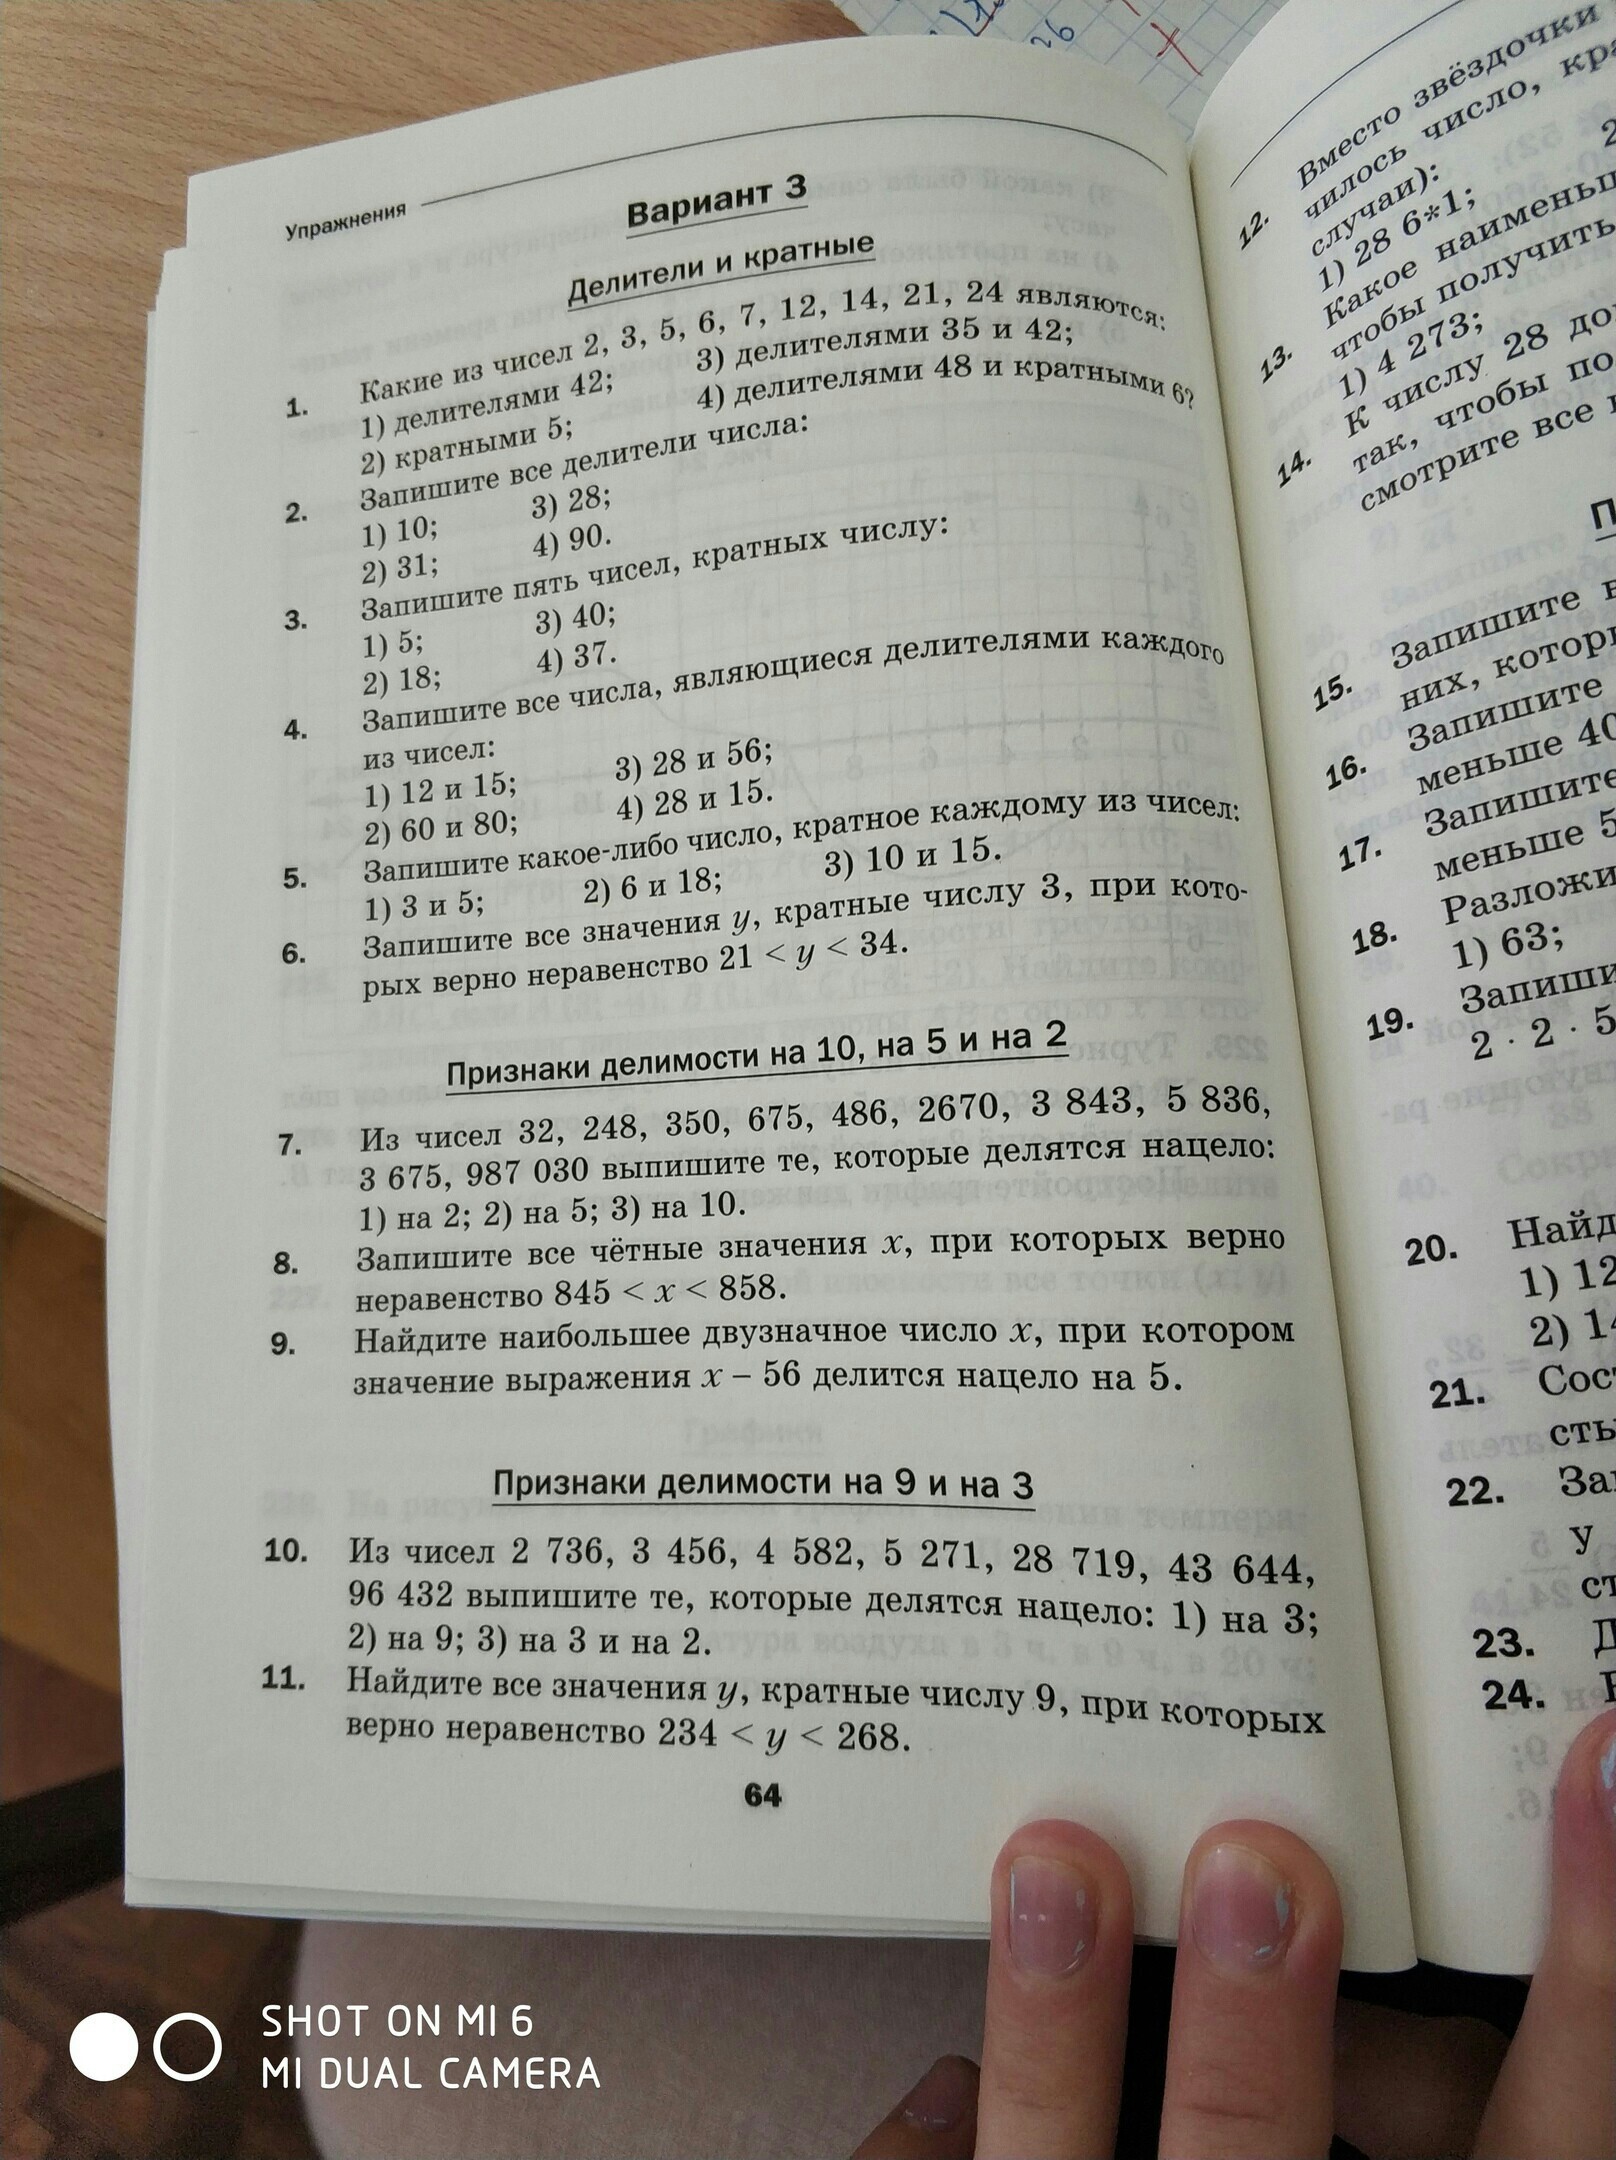 Упражнения
Вариант 3
Делители и кратные
1. Какие из чисел 2, 3, 5, 6, 7, 12, 14, 21, 24 являются:
1) делителями 42; 3) делителями 35 и 42;
2) кратными 5; 4) делителями 48 и кратными 6?
2. Запишите все делители числа:
1) 10; 3) 28;
2) 31; 4) 90.
3. Запишите пять чисел, кратных числу:
1) 5; 3) 40;
2) 18; 4) 37.
4. Запишите все числа, являющиеся делителями каждого
из чисел:
1) 12 и 15; 3) 28 и 56;
2) 60 и 80; 4) 28 и 15.
5. Запишите какое-либо число, кратное каждому из чисел:
1) 3 и 5; 2) 6 и 18; 3) 10 и 15.
6. Запишите все значения y, кратные числу 3, при кото-
рых верно неравенство 21 < y < 34.
Признаки делимости на 10, на 5 и на 2
7. Из чисел 32, 248, 350, 675, 486, 2670, 3 843, 5 836,
3 675, 987 030 выпишите те, которые делятся нацело:
1) на 2; 2) на 5; 3) на 10.
8. Запишите все чётные значения x, при которых верно
неравенство 845 < x < 858.
9. Найдите наибольшее двузначное число x, при котором
значение выражения x – 56 делится нацело на 5.
Признаки делимости на 9 и на 3
10. Из чисел 2 736, 3 456, 4 582, 5 271, 28 719, 43 644,
96 432 выпишите те, которые делятся нацело: 1) на 3;
2) на 9; 3) на 3 и на 2.
11. Найдите все значения y, кратные числу 9, при которых
верно неравенство 234 < y < 268.
64
12. Вместо звёздочки
чилось число,
случаи):
1) 28 6*1;
13. Какое
чтобы получить
1) 4 273;
14. К числу 28
так, чтобы
смотрите все
15. Запишите
них,
16. Запишите
меньше
17. Запишите
меньше
18.
1) 63;
19.
2 · 2 · 5
20.
1) 12
2) 14
21.
22.
у
23.
24.
26
SHOT ON MI 6
MI DUAL CAMERA